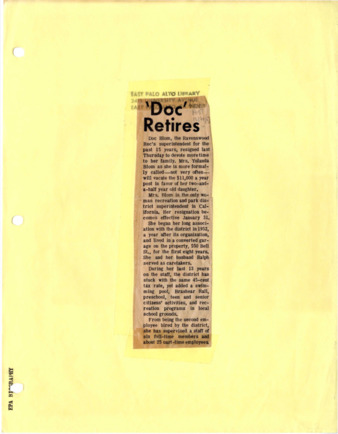 EAST PALO ALTO LIBRARY
'Doc'
Retires
Doc Blum, the Ravenswood
Rec's superintendent for the
past 15 years, resigned last
Thursday to devote more time
to her family. Mrs. Yolanda
Blum as she is more formal-
ly called—not very often—
will vacate the $11,000 a year
post in favor of her two-and-
a-half year old daughter.
Mrs. Blum is the only wo-
man recreation and park dis-
trict superintendent in Cal-
ifornia. Her resignation be-
comes effective January 31.
She began her long associ-
ation with the district in 1952,
a year after its organization,
and lived in a converted gar-
age on the property, 550 Bell
St., for the first eight years.
She and her husband Ralph
served as caretakers.
During her last 15 years
on the staff, the district has
stuck with the same 45-cent
tax rate, yet added a swim-
ming pool, Brentwood Hall,
preschool, teen and senior
citizens' activities, and rec-
reation programs in local
school grounds.
From being the second em-
ployee hired by the district,
she has supervised a staff of
six full-time members and
about 25 part-time employees.
EPA BIOGRAPHY